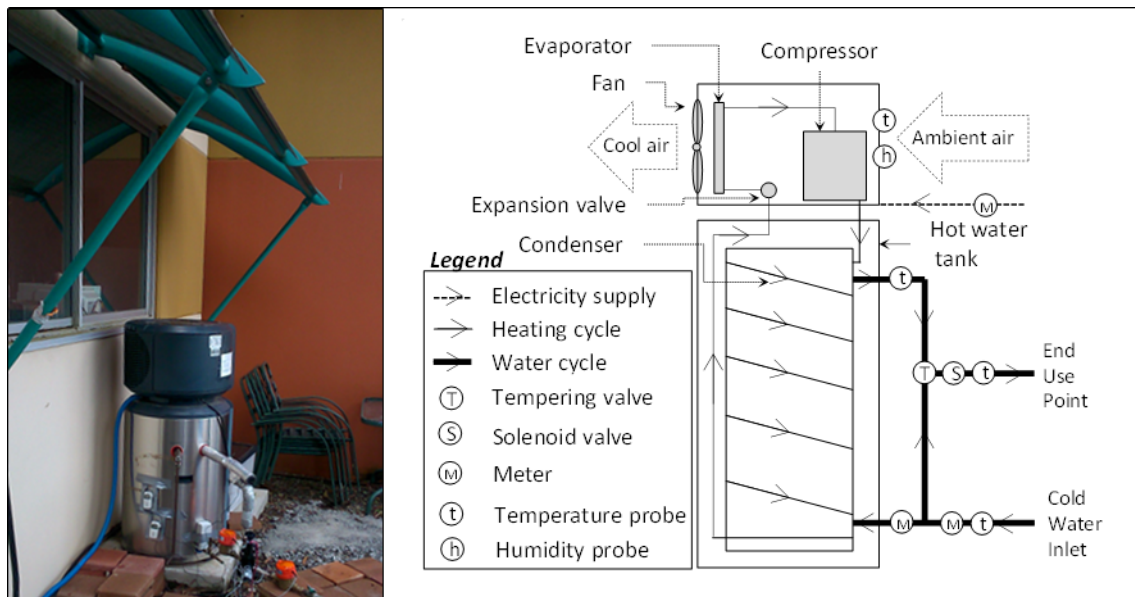 Evaporator
Compressor
Fan
Cool air
t
h
Ambient air
Expansion valve
M
Condenser
Hot water
tank
Legend
Electricity supply
Heating cycle
Water cycle
T Tempering valve
S Solenoid valve
M Meter
t Temperature probe
h Humidity probe
t
T S t
End
Use
Point
M M t
Cold
Water
Inlet